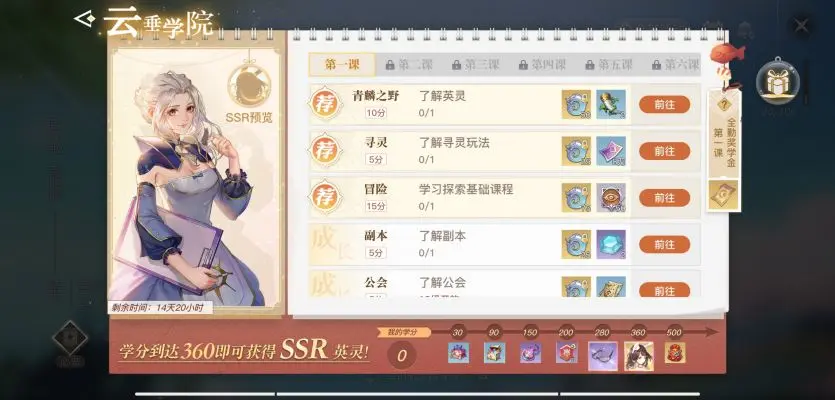 云垂学院
SSR预览
剩余时间：14天20小时
第一课
第二课
第三课
第四课
第五课
第六课
荐
青麟之野
10分
了解英灵
0/1
前往
荐
寻灵
5分
了解寻灵玩法
0/1
前往
荐
冒险
15分
学习探索基础课程
0/1
前往
成长
副本
5分
了解副本
0/1
前往
成长
公会
了解公会
前往
?
全勤奖学金
第一课
学分到达360即可获得SSR英灵!
我的学分
0
30
90
150
200
280
360
500